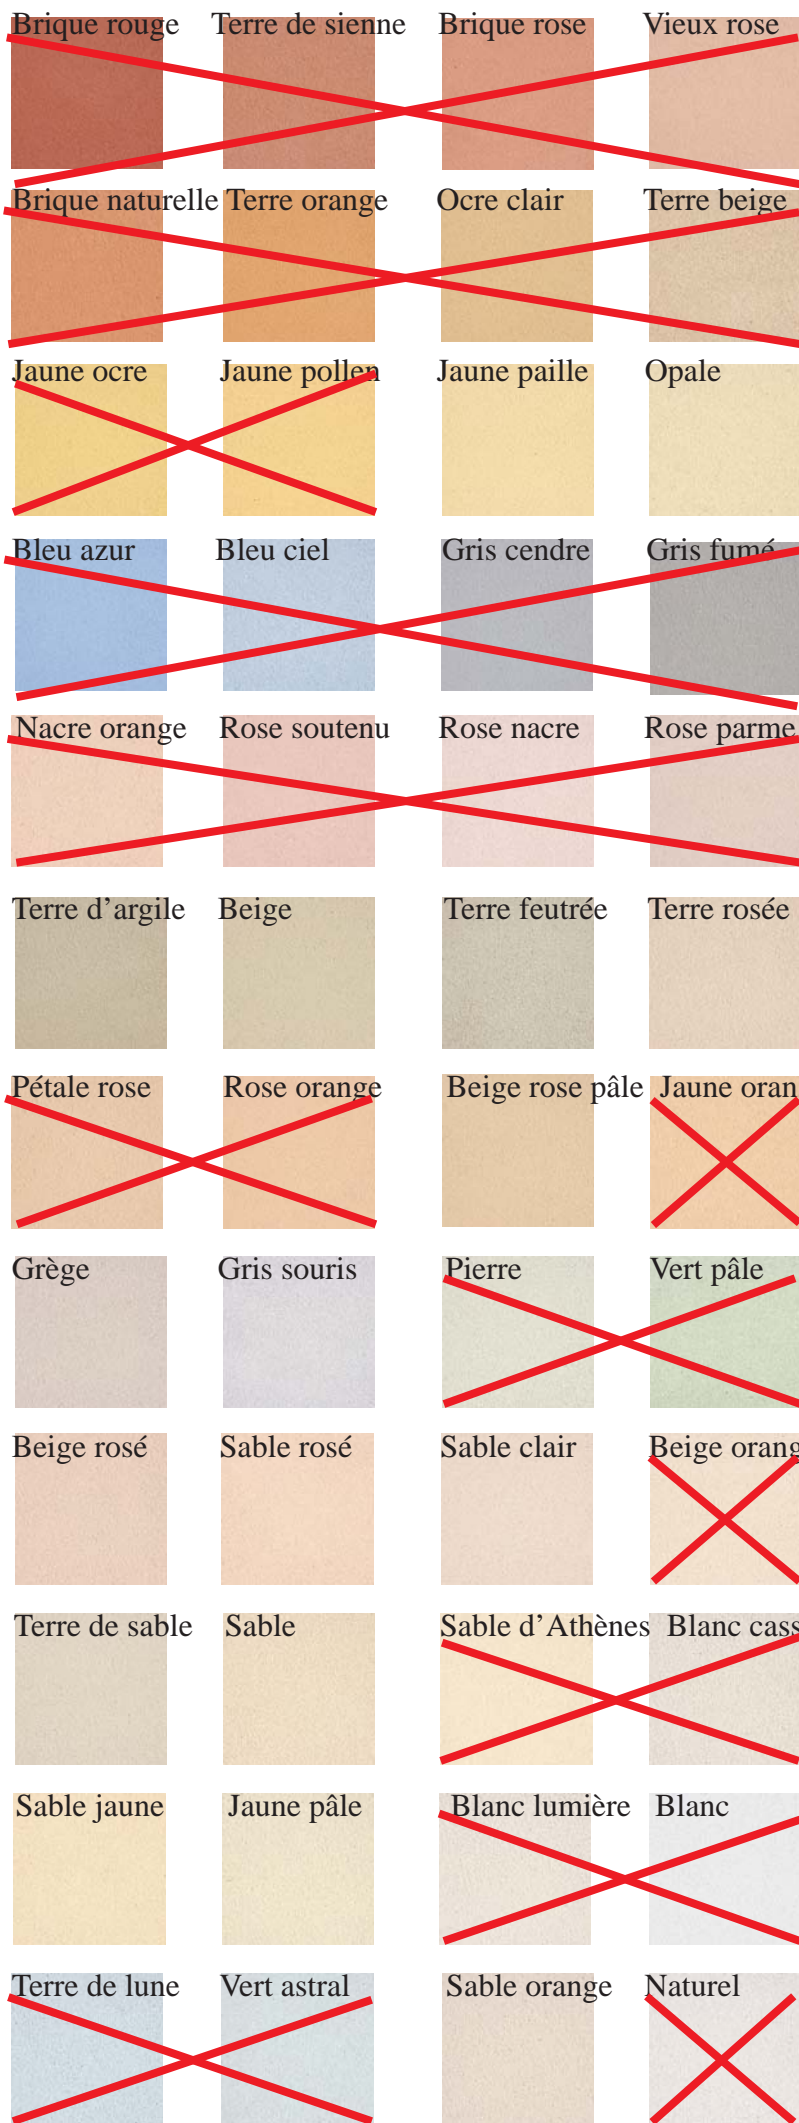 Brique rouge Terre de sienne Brique rose Vieux rose
Brique naturelle Terre orange Ocre clair Terre beige
Jaune ocre Jaune pollen Jaune paille Opale
Bleu azur Bleu ciel Gris cendre Gris fumé
Nacre orange Rose soutenu Rose nacre Rose parme
Terre d’argile Beige Terre feutrée Terre rosée
Pétale rose Rose orange Beige rose pâle Jaune oran
Grège Gris souris Pierre Vert pâle
Beige rosé Sable rosé Sable clair Beige orang
Terre de sable Sable Sable d’Athènes Blanc cass
Sable jaune Jaune pâle Blanc lumière Blanc
Terre de lune Vert astral Sable orange Naturel